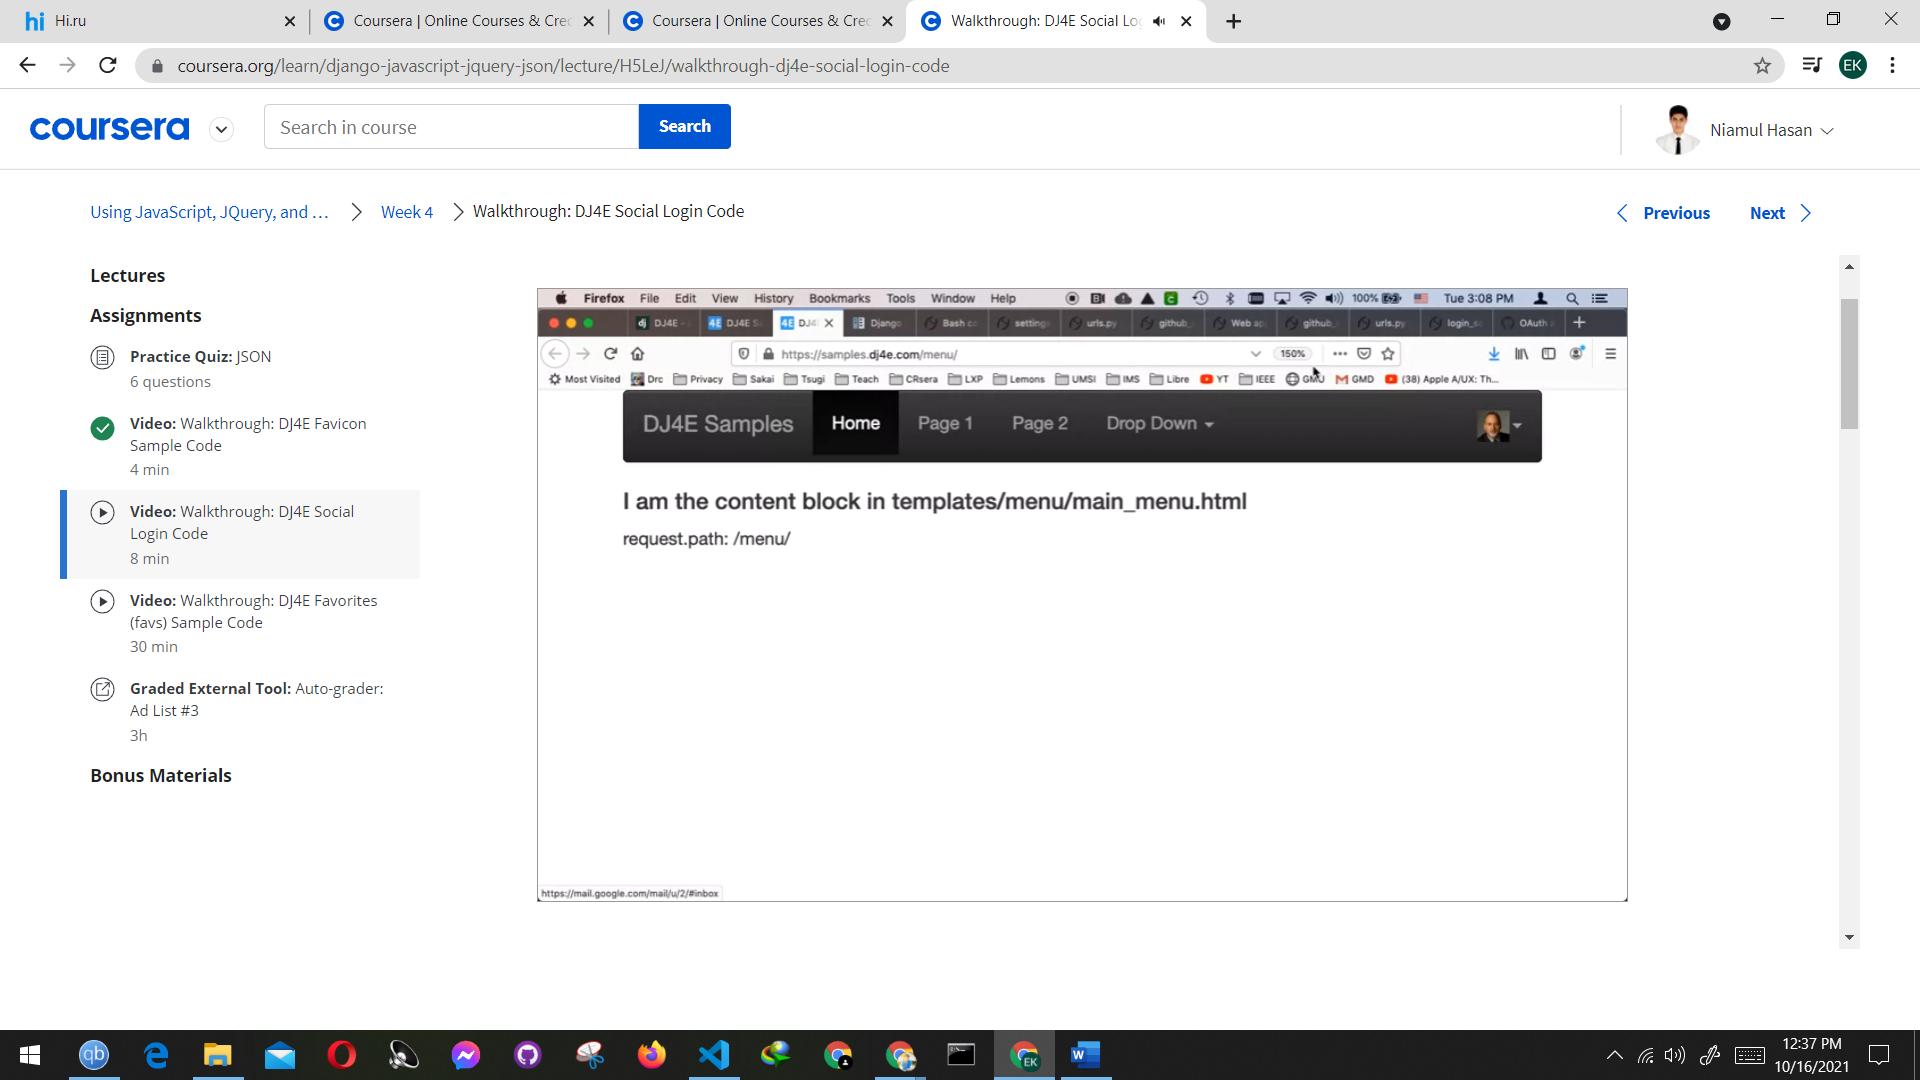 Hi.ru
Coursera | Online Courses & Cred
Coursera | Online Courses & Cred
Walkthrough: DJ4E Social Log
coursera.org/learn/django-javascript-jquery-json/lecture/H5LeJ/walkthrough-dj4e-social-login-code
EK
coursera
Search in course
Search
Niamul Hasan
Using JavaScript, JQuery, and …
Week 4
Walkthrough: DJ4E Social Login Code
Previous
Next
Lectures
Assignments
Practice Quiz: JSON
6 questions
Video: Walkthrough: DJ4E Favicon
Sample Code
4 min
Video: Walkthrough: DJ4E Social
Login Code
8 min
Video: Walkthrough: DJ4E Favorites
(favs) Sample Code
30 min
Graded External Tool: Auto-grader:
Ad List #3
3h
Bonus Materials
Firefox File Edit View History Bookmarks Tools Window Help
100% Tue 3:08 PM
DJ4E - DJ4E S DJ4 Django Bash co setting urls.py github_ Web ap github_ urls.py login_s OAuth
https://samples.dj4e.com/menu/
150%
Most Visited Drc Privacy Sakai Tsugi Teach CRsera LXP Lemons UMSI IMS Libre YT IEEE GMU GMD (38) Apple A/UX: Th...
DJ4E Samples Home Page 1 Page 2 Drop Down
I am the content block in templates/menu/main_menu.html
request.path: /menu/
https://mail.google.com/mail/u/2/#inbox
12:37 PM
10/16/2021